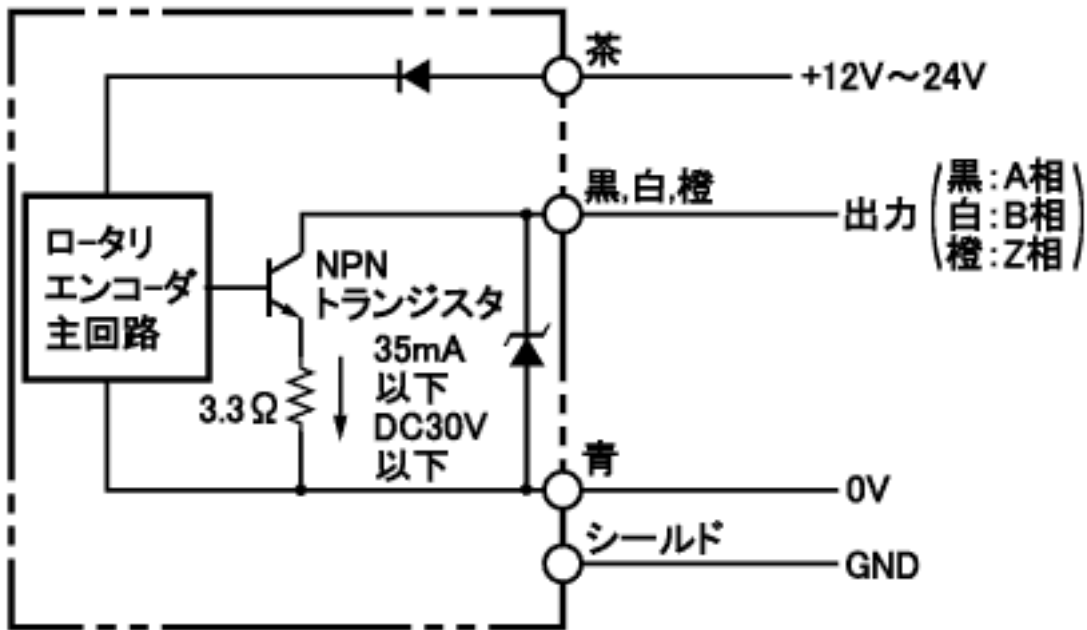 茶
+12V～24V
黒,白,橙
出力
黒:A相
白:B相
橙:Z相
ロータリ
エンコーダ
主回路
NPN
トランジスタ
35mA
以下
DC30V
以下
3.3Ω
青
0V
シールド
GND